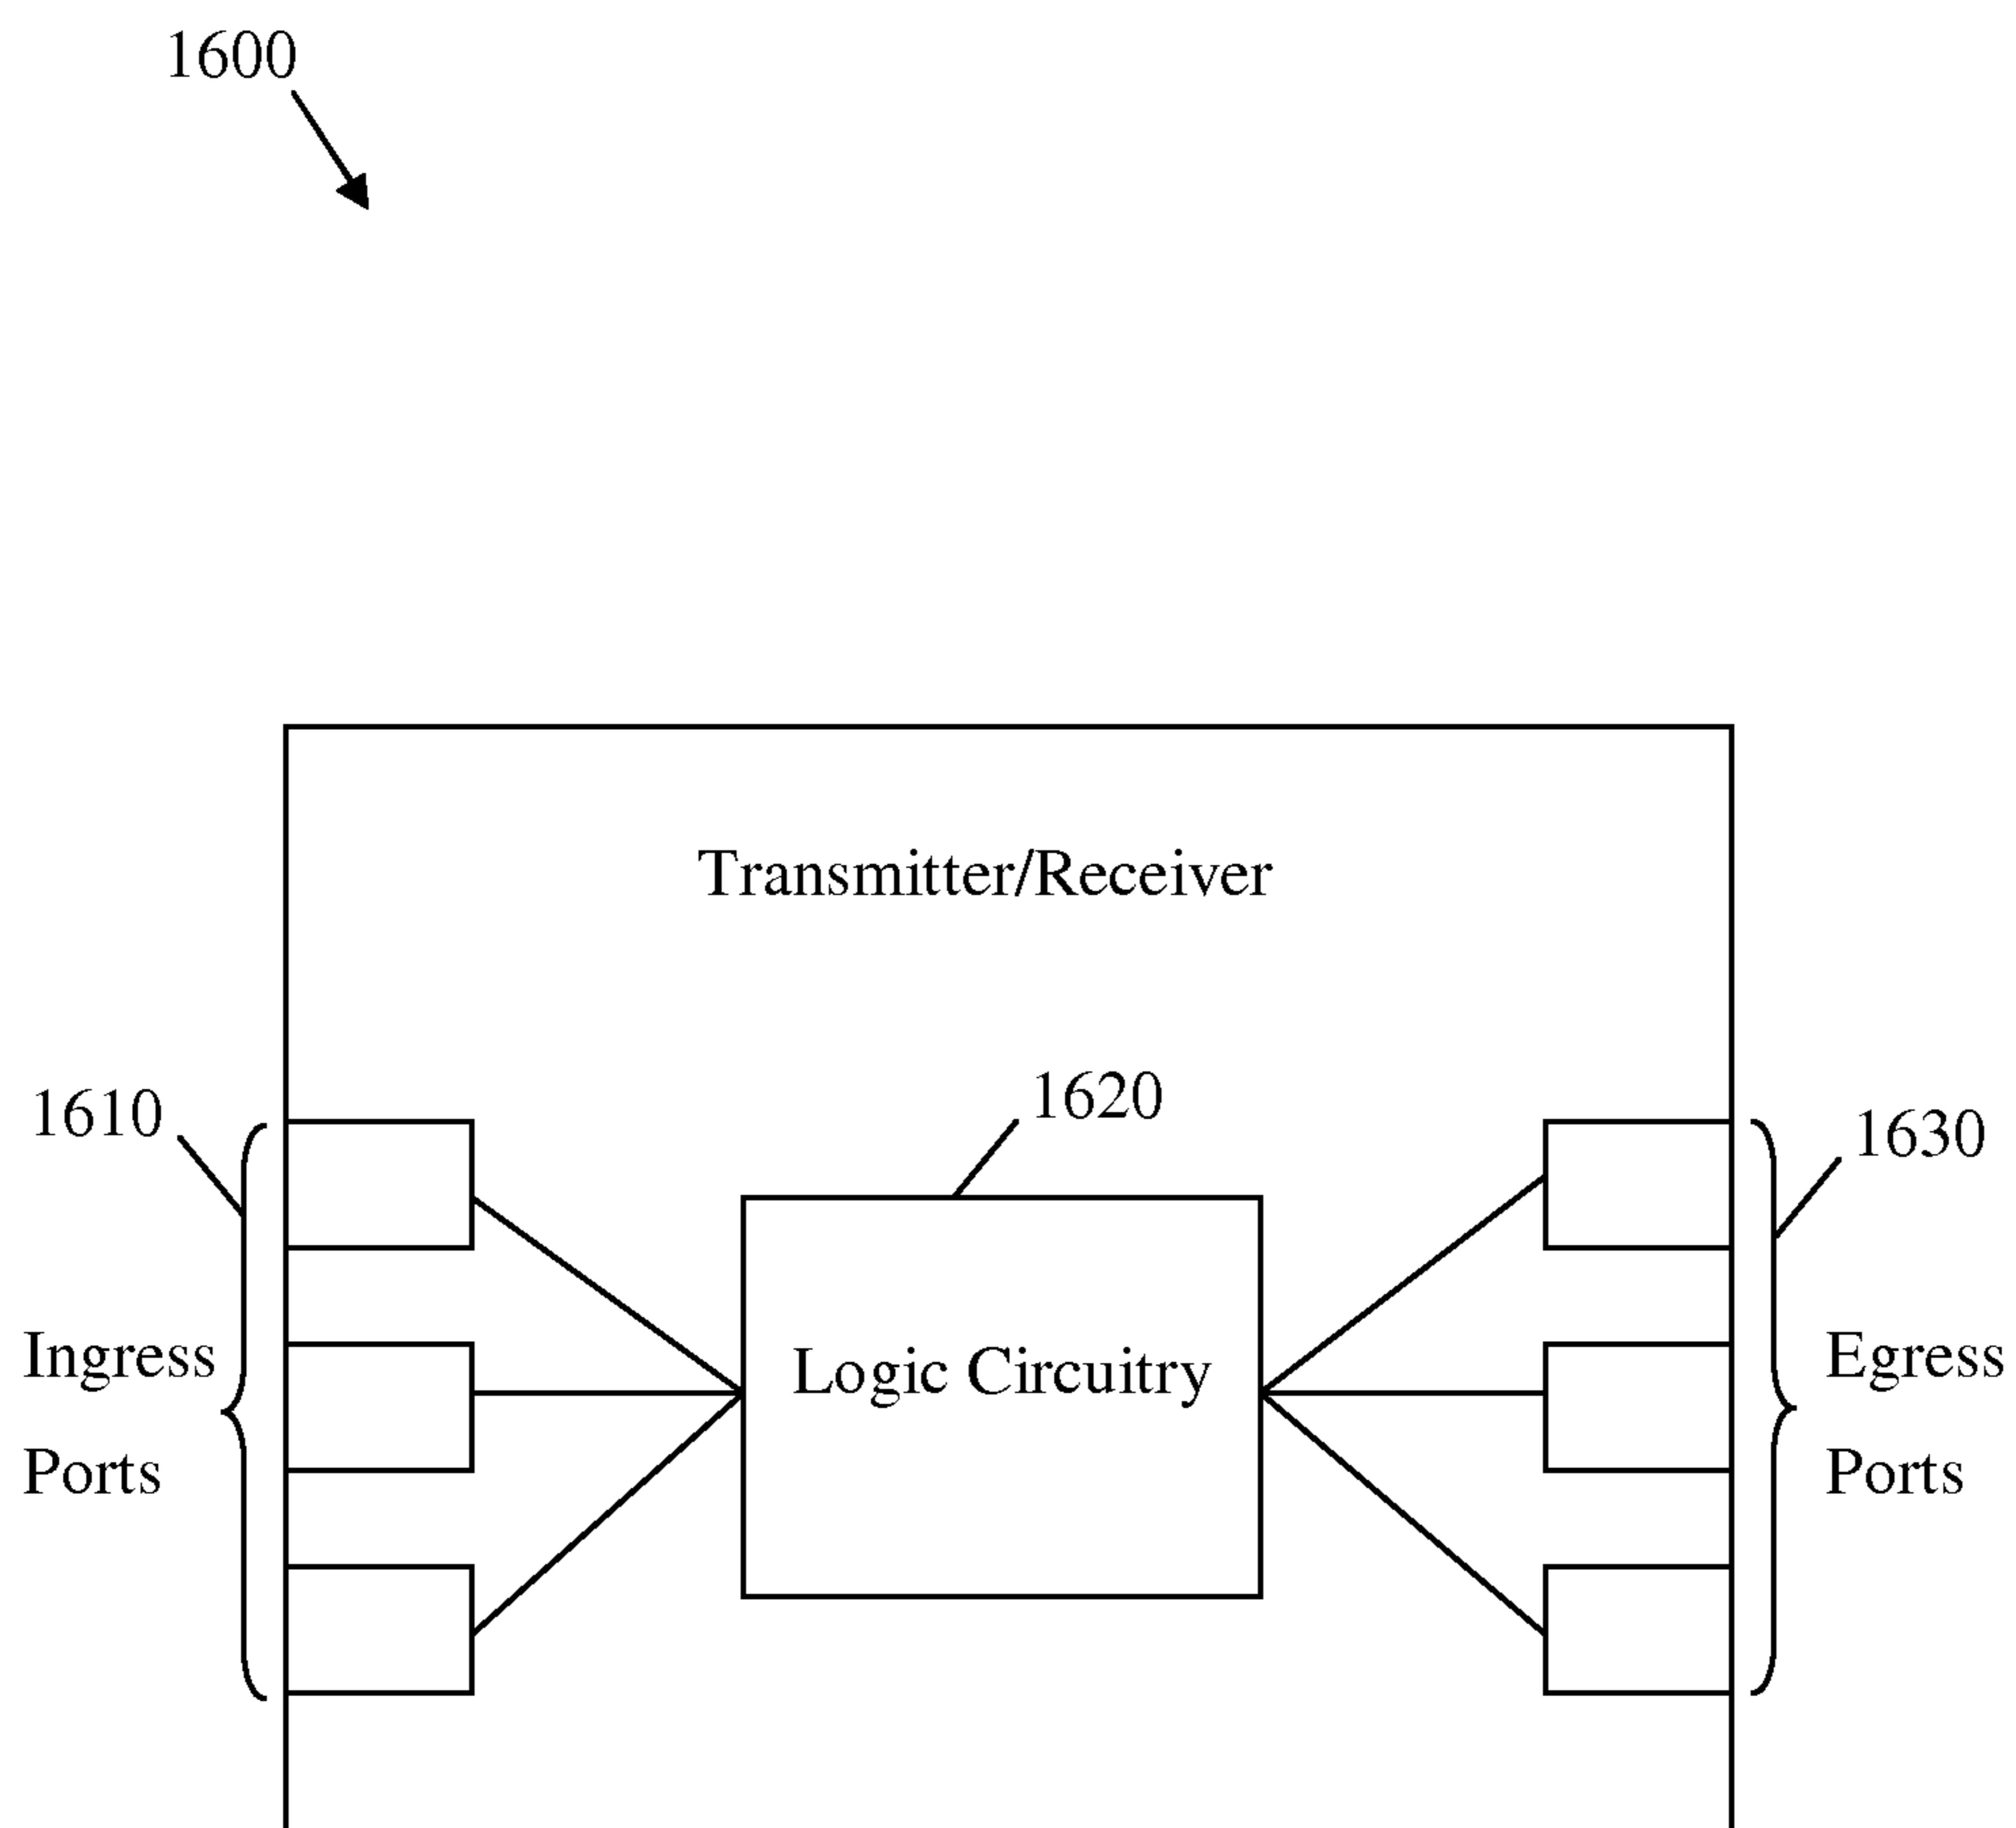 1600
Transmitter/Receiver
1610
1620
1630
Ingress
Ports
Logic Circuitry
Egress
Ports